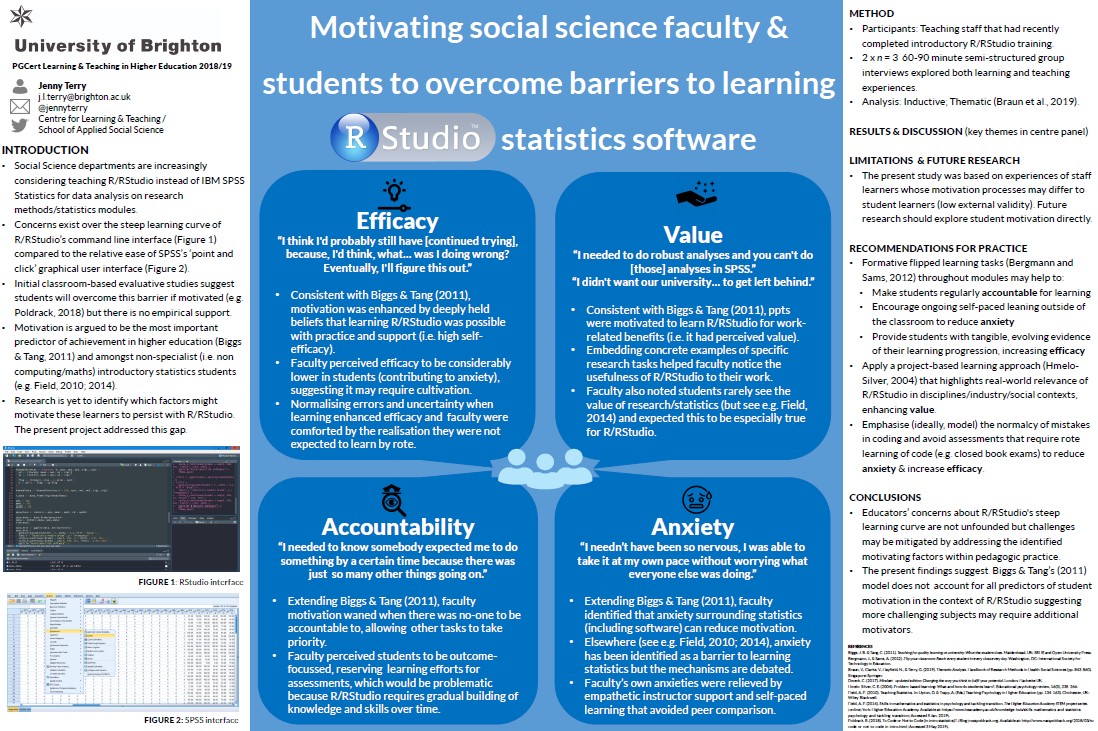 University of Brighton
PGCert Learning & Teaching in Higher Education 2018/19
Jenny Terry
j.l.terry@brighton.ac.uk
@jennyterry
Centre for Learning & Teaching /
School of Applied Social Science
INTRODUCTION
• Social Science departments are increasingly
considering teaching R/RStudio instead of IBM SPSS
Statistics for data analysis on research
methods/statistics modules.
• Concerns exist over the steep learning curve of
R/RStudio's command line interface (Figure 1)
compared to the relative ease of SPSS's 'point and
click' graphical user interface (Figure 2).
• Initial classroom-based evaluative studies suggest
students will overcome this barrier if motivated (e.g.
Poldrack, 2018) but there is no empirical support.
• Motivation is argued to be the most important
predictor of achievement in higher education (Biggs
& Tang, 2011) and amongst non-specialist (i.e. non
computing/maths) introductory statistics students
(e.g. Field, 2010; 2014).
• Research is yet to identify which factors might
motivate these learners to persist with R/RStudio.
The present project addressed this gap.
FIGURE 1: RStudio interface
FIGURE 2: SPSS interface
Motivating social science faculty &
students to overcome barriers to learning
R Studio™ statistics software
Efficacy
"I think I'd probably still have [continued trying],
because, I'd think, what... was I doing wrong?
Eventually, I'll figure this out."
• Consistent with Biggs & Tang (2011),
motivation was enhanced by deeply held
beliefs that learning R/RStudio was possible
with practice and support (i.e. high self-
efficacy).
• Faculty perceived efficacy to be considerably
lower in students (contributing to anxiety),
suggesting it may require cultivation.
• Normalising errors and uncertainty when
learning enhanced efficacy and faculty were
comforted by the realisation they were not
expected to learn by rote.
Value
"I needed to do robust analyses and you can't do
[those] analyses in SPSS."
"I didn't want our university... to get left behind."
• Consistent with Biggs & Tang (2011), ppts
were motivated to learn R/RStudio for work-
related benefits (i.e. it had perceived value).
• Embedding concrete examples of specific
research tasks helped faculty notice the
usefulness of R/RStudio to their work.
• Faculty also noted students rarely see the
value of research/statistics (but see e.g. Field,
2014) and expected this to be especially true
for R/RStudio.
Accountability
"I needed to know somebody expected me to do
something by a certain time because there was
just so many other things going on."
• Extending Biggs & Tang (2011), faculty
motivation waned when there was no-one to be
accountable to, allowing other tasks to take
priority.
• Faculty perceived students to be outcome-
focussed, reserving learning efforts for
assessments, which would be problematic
because R/RStudio requires gradual building of
knowledge and skills over time.
Anxiety
"I needn't have been so nervous, I was able to
take it at my own pace without worrying what
everyone else was doing."
• Extending Biggs & Tang (2011), faculty
identified that anxiety surrounding statistics
(including software) can reduce motivation.
• Elsewhere (see e.g. Field, 2010; 2014), anxiety
has been identified as a barrier to learning
statistics but the mechanisms are debated.
• Faculty's own anxieties were relieved by
empathetic instructor support and self-paced
learning that avoided peer comparison.
METHOD
• Participants: Teaching staff that had recently
completed introductory R/RStudio training.
• 2 x n = 3 60-90 minute semi-structured group
interviews explored both learning and teaching
experiences.
• Analysis: Inductive; Thematic (Braun et al., 2019).
RESULTS & DISCUSSION (key themes in centre panel)
LIMITATIONS & FUTURE RESEARCH
• The present study was based on experiences of staff
learners whose motivation processes may differ to
student learners (low external validity). Future
research should explore student motivation directly.
RECOMMENDATIONS FOR PRACTICE
• Formative flipped learning tasks (Bergmann and
Sams, 2012) throughout modules may help to:
• Make students regularly accountable for learning
• Encourage ongoing self-paced leaning outside of
the classroom to reduce anxiety
• Provide students with tangible, evolving evidence
of their learning progression, increasing efficacy
• Apply a project-based learning approach (Hmelo-
Silver, 2004) that highlights real-world relevance of
R/RStudio in disciplines/industry/social contexts,
enhancing value.
• Emphasise (ideally, model) the normalcy of mistakes
in coding and avoid assessments that require rote
learning of code (e.g. closed book exams) to reduce
anxiety & increase efficacy.
CONCLUSIONS
• Educators' concerns about R/RStudio's steep
learning curve are not unfounded but challenges
may be mitigated by addressing the identified
motivating factors within pedagogic practice.
• The present findings suggest Biggs & Tang's (2011)
model does not account for all predictors of student
motivation in the context of R/RStudio suggesting
more challenging subjects may require additional
motivators.
REFERENCES